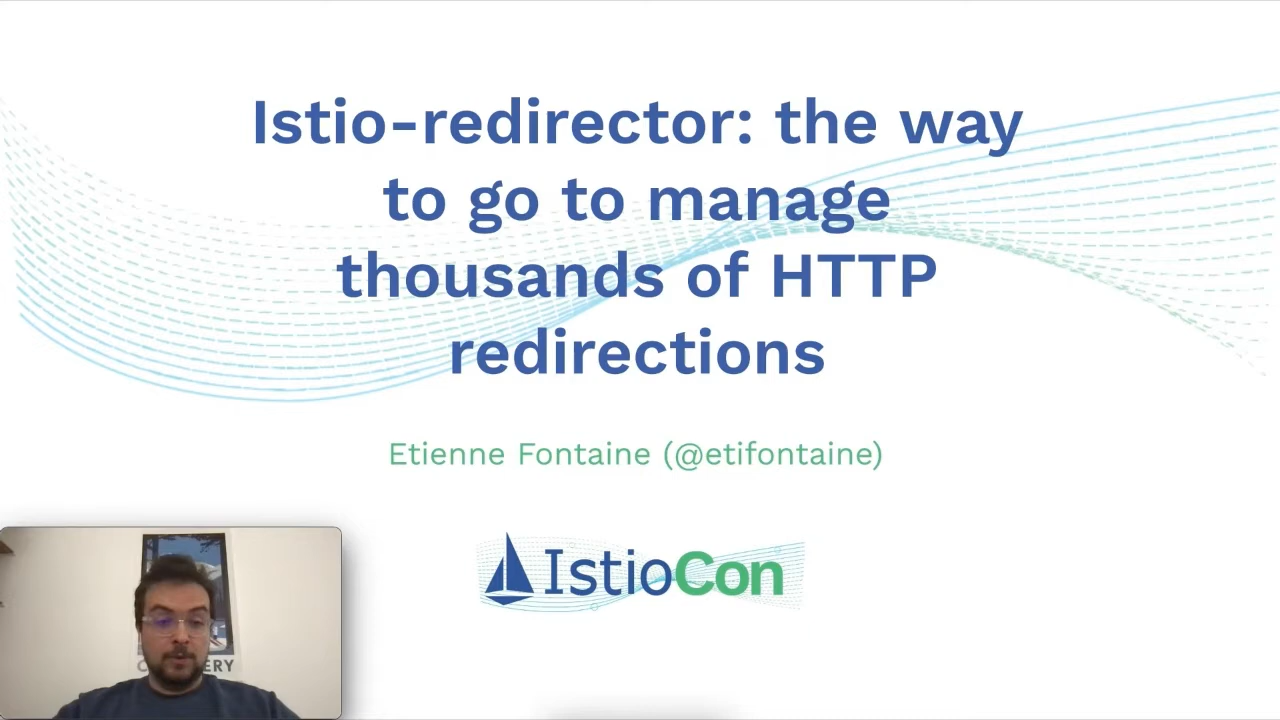 Istio-redirector: the way
to go to manage
thousands of HTTP
redirections
Etienne Fontaine (@etifontaine)
IstioCon